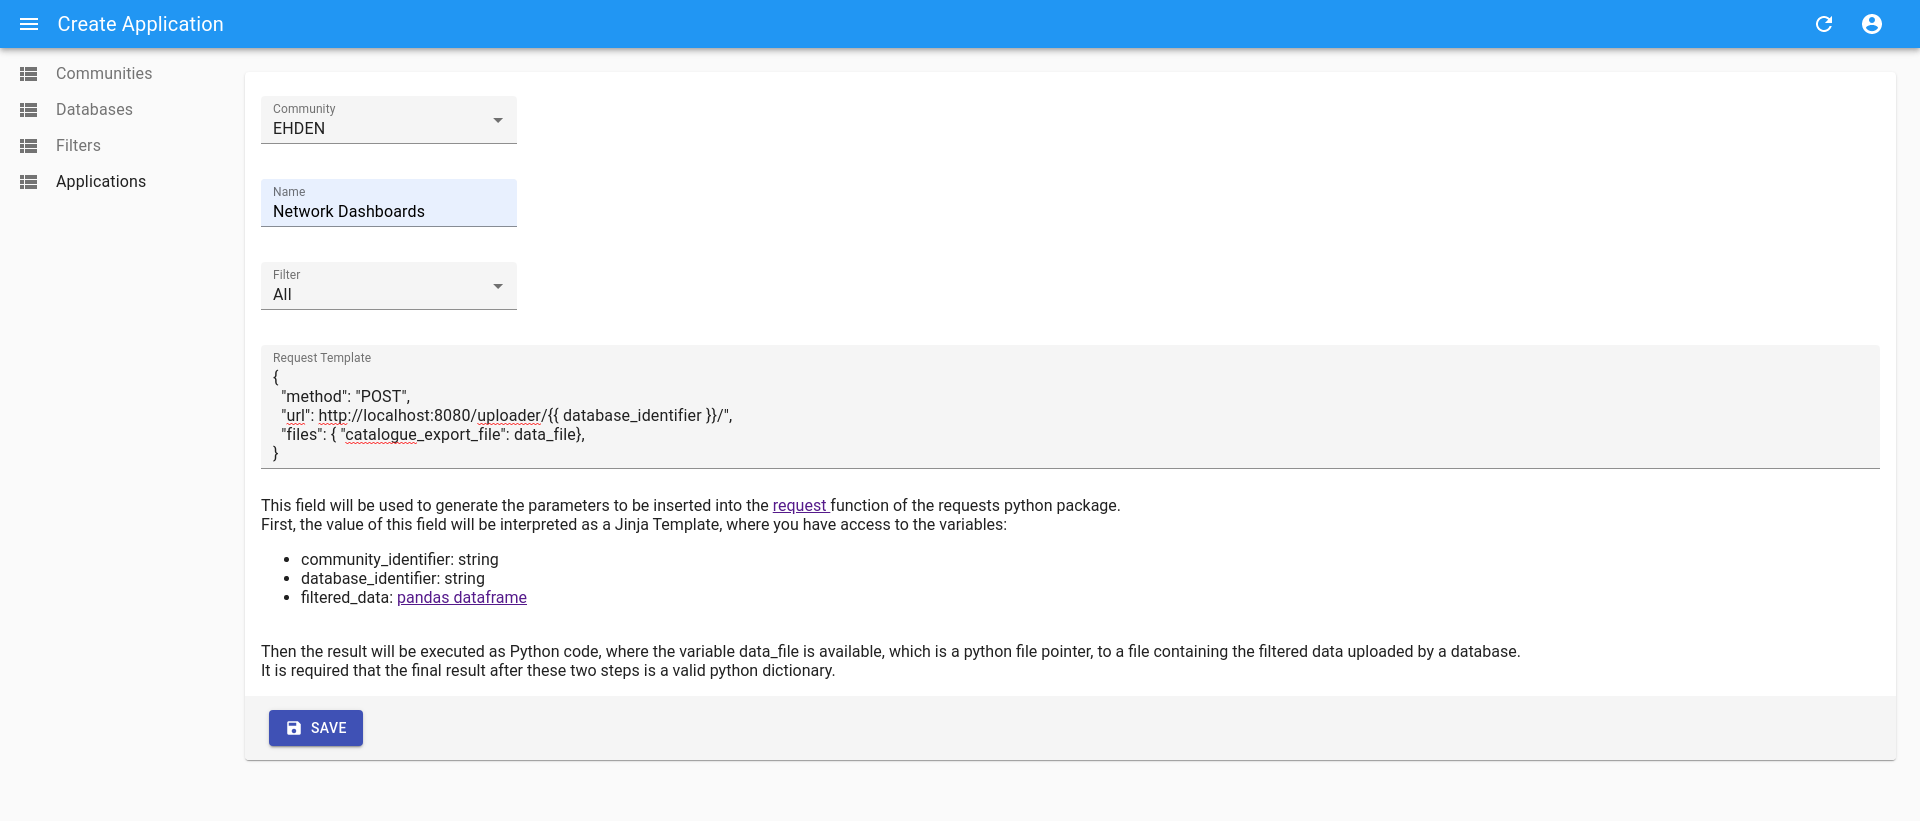 Create Application
Communities
Databases
Filters
Applications
Community
EHDEN
Name
Network Dashboards
Filter
All
Request Template
{
"method": "POST",
"url": http://localhost:8080/uploader/{{ database_identifier }}/",
"files": { "catalogue_export_file": data_file},
}
This field will be used to generate the parameters to be inserted into the request function of the requests python package.
First, the value of this field will be interpreted as a Jinja Template, where you have access to the variables:
• community_identifier: string
• database_identifier: string
• filtered_data: pandas dataframe
Then the result will be executed as Python code, where the variable data_file is available, which is a python file pointer, to a file containing the filtered data uploaded by a database.
It is required that the final result after these two steps is a valid python dictionary.
SAVE